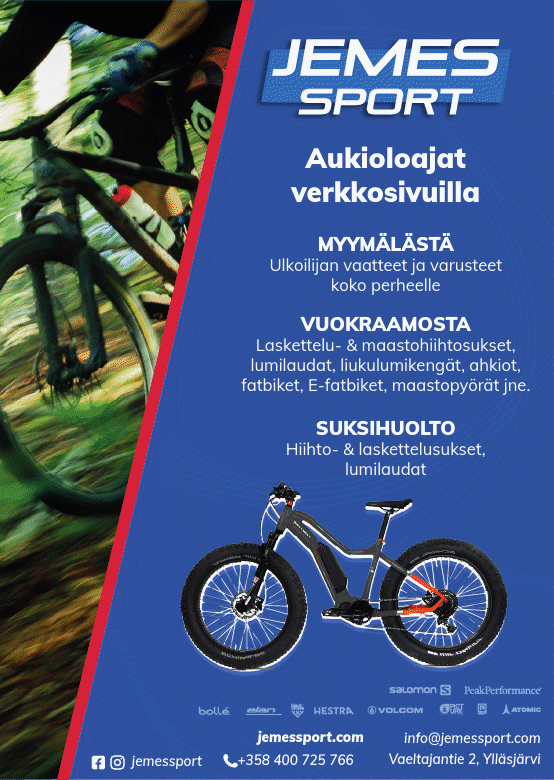 JEMES
SPORT
Aukioloajat
verkkosivuilla
MYYMÄLÄSTÄ
Ulkoilijan vaatteet ja varusteet
koko perheelle
VUOKRAAMOSTA
Laskettelu- & maastohiihtosukset,
lumilaudat, liukulumikengät, ahkiot,
fatbiket, E-fatbiket, maastopyörät jne.
SUKSIHUOLTO
Hiihto- & laskettelusukset,
lumilaudat
salomon S PeakPerformance
bollé elan HESTRA VOLCOM ATOMIC
jemessport.com
info@jemessport.com
jemessport
+358 400 725 766
Vaeltajantie 2, Ylläsjärvi